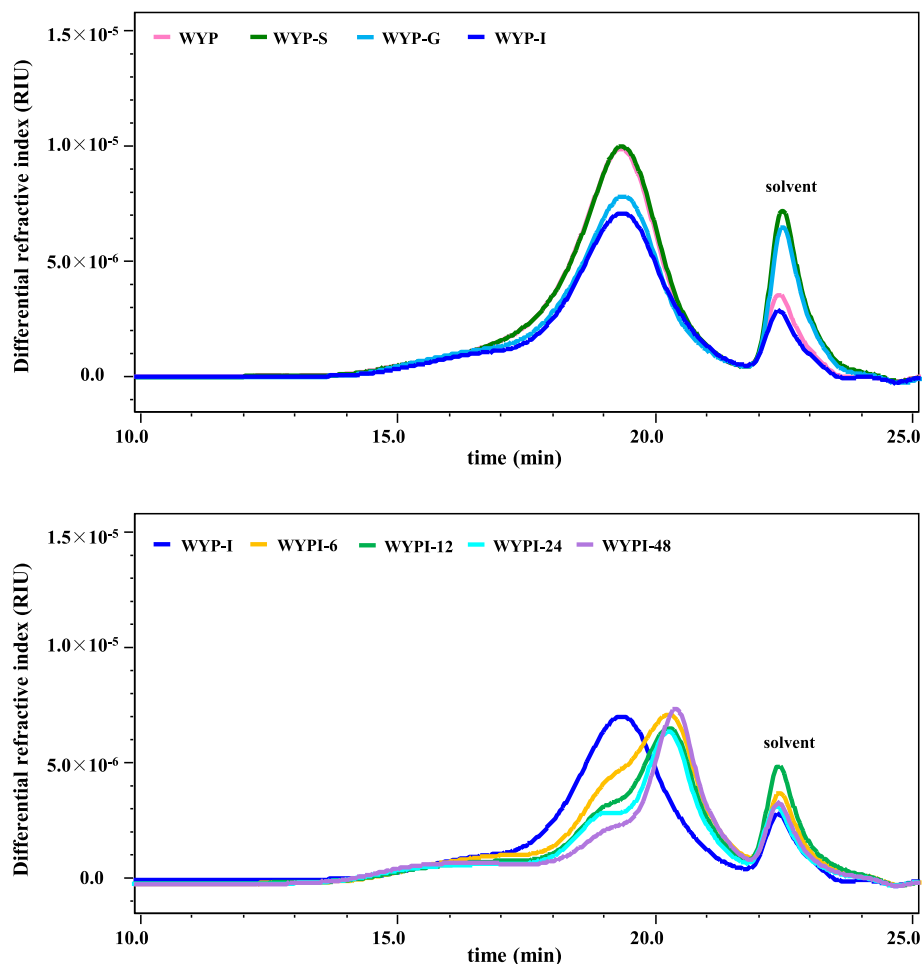 Differential refractive index (RIU)
1.5×10⁻⁵
WYP WYP-S WYP-G WYP-I
1.0×10⁻⁵
solvent
5.0×10⁻⁶
0.0
10.0 15.0 20.0 25.0
time (min)
Differential refractive index (RIU)
1.5×10⁻⁵
WYP-I WYPI-6 WYPI-12 WYPI-24 WYPI-48
1.0×10⁻⁵
solvent
5.0×10⁻⁶
0.0
10.0 15.0 20.0 25.0
time (min)